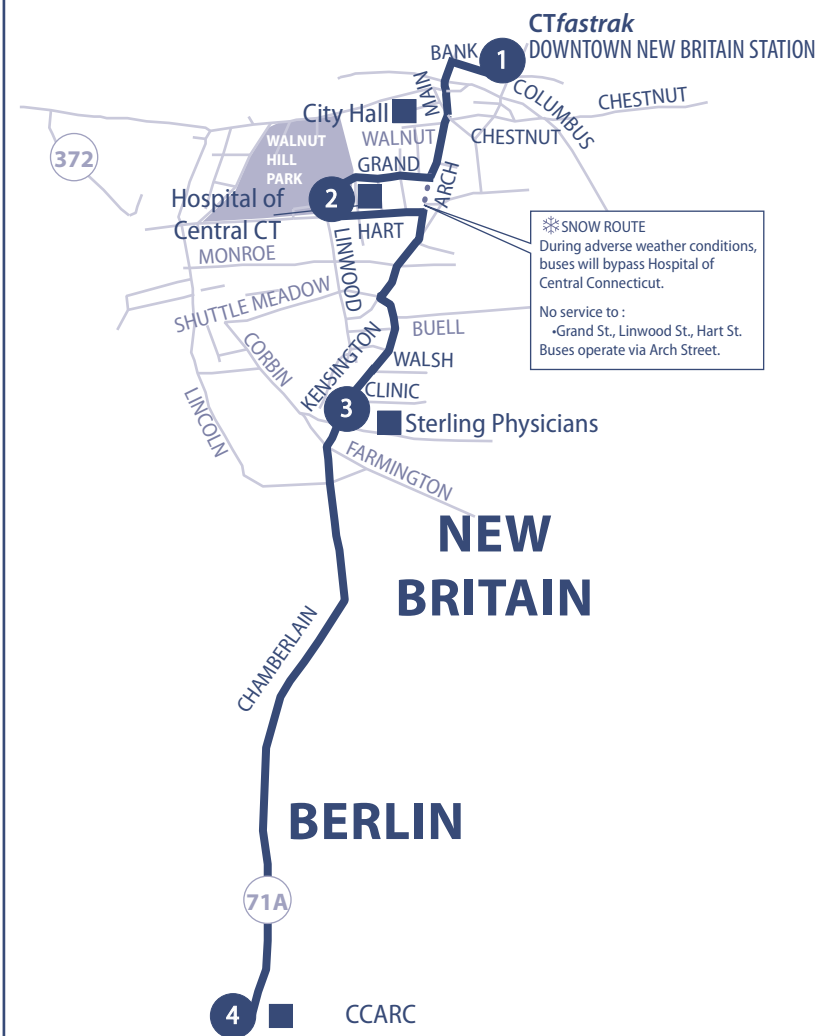 CTfastrak
DOWNTOWN NEW BRITAIN STATION
BANK
1
MAIN
COLUMBUS
CHESTNUT
City Hall
WALNUT
CHESTNUT
372
WALNUT
HILL
PARK
GRAND
ARCH
2
Hospital of
Central CT
HART
LINWOOD
MONROE
❄SNOW ROUTE
During adverse weather conditions,
buses will bypass Hospital of
Central Connecticut.
No service to :
•Grand St., Linwood St., Hart St.
Buses operate via Arch Street.
SHUTTLE MEADOW
BUELL
CORBIN
KENSINGTON
WALSH
CLINIC
LINCOLN
3
Sterling Physicians
FARMINGTON
NEW
BRITAIN
CHAMBERLAIN
BERLIN
71A
4
CCARC